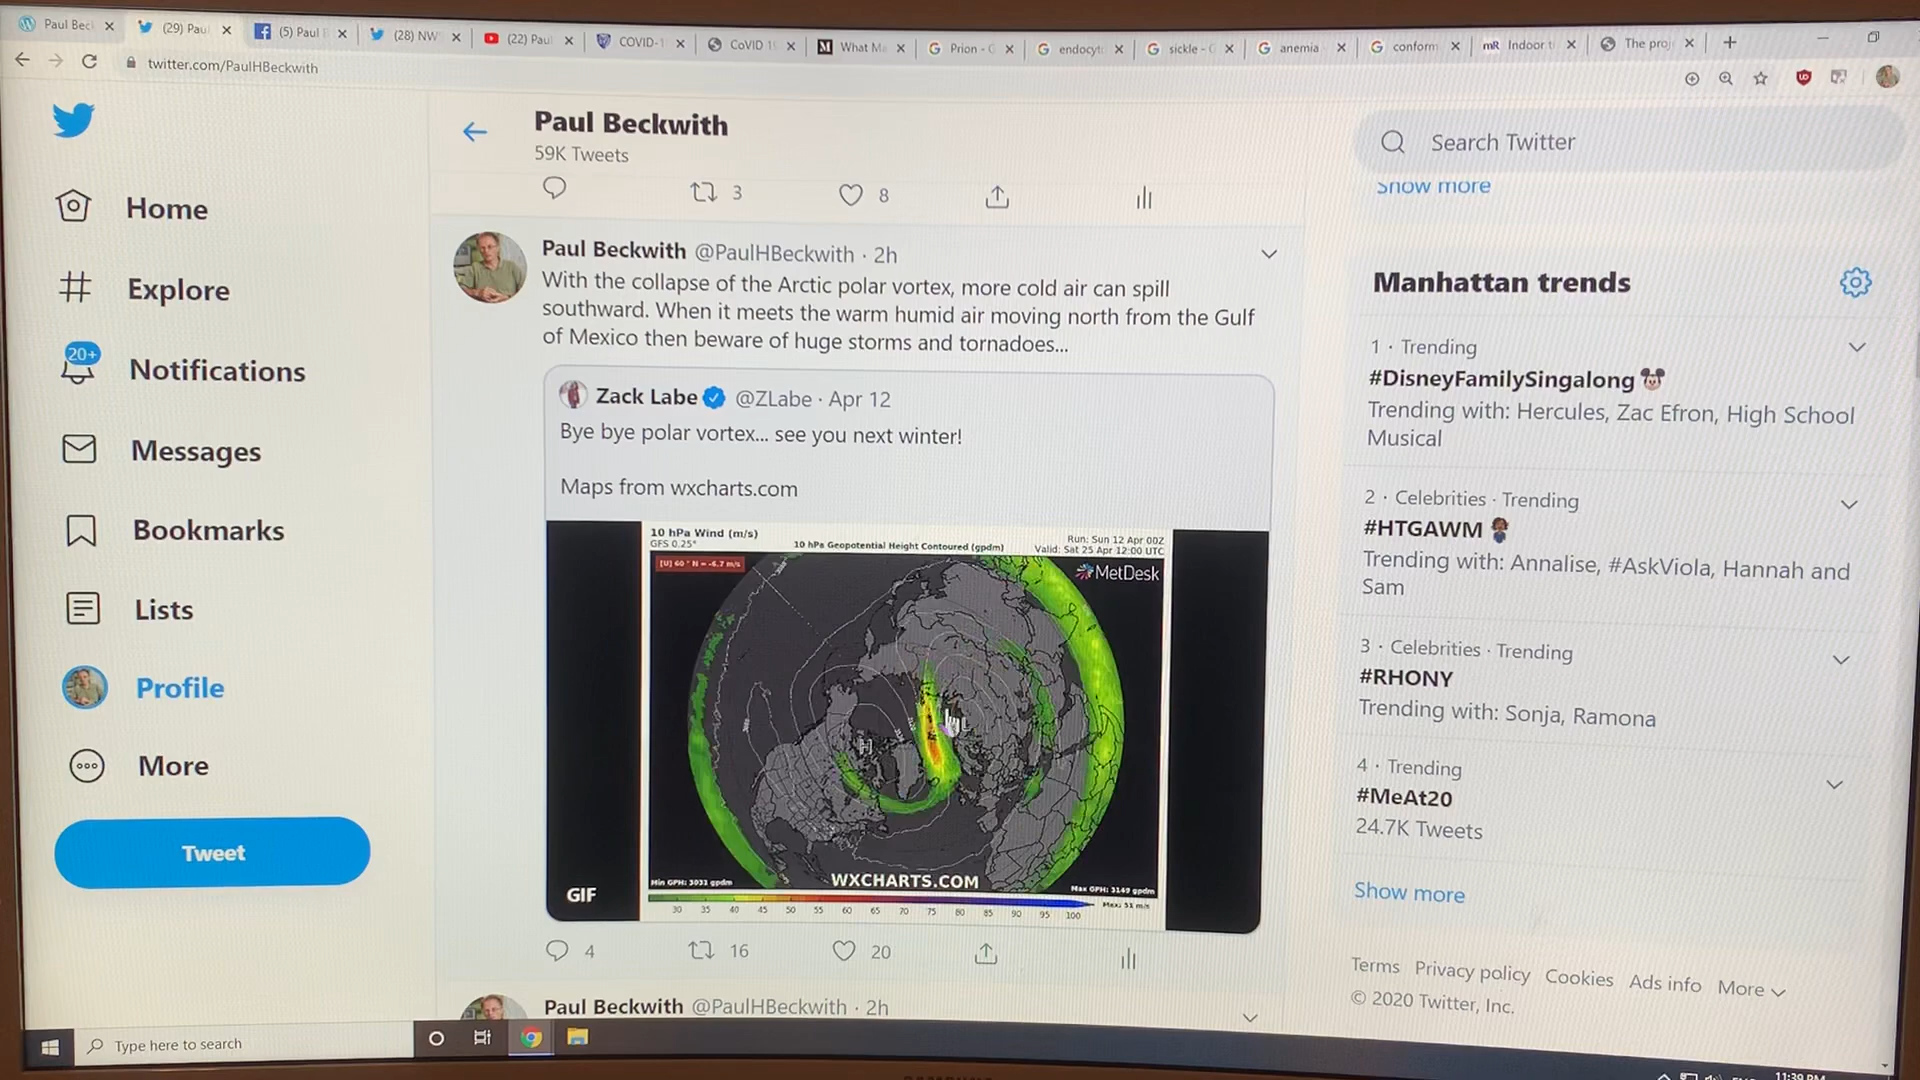 Paul Bec
(29) Paul
(5) Paul
(28) NW
(22) Paul
COVID-1
CoViD 19
What M
Prion - G
endocyt
sickle - G
anemia
conform
mR Indoor t
The proj
twitter.com/PaulHBeckwith
Paul Beckwith
59K Tweets
Search Twitter
Show more
3
8
Home
Explore
20+
Notifications
Messages
Bookmarks
Lists
Profile
More
Tweet
Paul Beckwith @PaulHBeckwith · 2h
With the collapse of the Arctic polar vortex, more cold air can spill
southward. When it meets the warm humid air moving north from the Gulf
of Mexico then beware of huge storms and tornadoes...
Zack Labe @ZLabe · Apr 12
Bye bye polar vortex... see you next winter!
Maps from wxcharts.com
10 hPa Wind (m/s)
GFS 0.25°
10 hPa Geopotential Height Contoured (gpdm)
Run: Sun 12 Apr 00Z
Valid: Sat 25 Apr 12:00 UTC
[U] 60° N = -6.7 m/s
MetDesk
H
L
WXCHARTS.COM
Min GPH: 3033 gpdm
Max GPH: 3149 gpdm
30 35 40 45 50 55 60 65 70 75 80 85 90 95 100
Max: 51 m/s
GIF
4
16
20
Paul Beckwith @PaulHBeckwith · 2h
Manhattan trends
1 · Trending
#DisneyFamilySingalong
Trending with: Hercules, Zac Efron, High School
Musical
2 · Celebrities · Trending
#HTGAWM
Trending with: Annalise, #AskViola, Hannah and
Sam
3 · Celebrities · Trending
#RHONY
Trending with: Sonja, Ramona
4 · Trending
#MeAt20
24.7K Tweets
Show more
Terms Privacy policy Cookies Ads info More
© 2020 Twitter, Inc.
Type here to search
11:39 PM